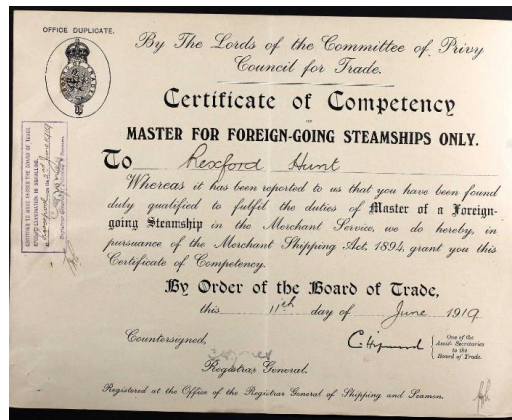 OFFICE DUPLICATE.
By The Lords of the Committee of Privy
Council for Trade.
Certificate of Competency
MASTER FOR FOREIGN-GOING STEAMSHIPS ONLY.
To Rexford Hunt
Whereas it has been reported to us that you have been found
duly qualified to fulfil the duties of Master of a Foreign-
going Steamship in the Merchant Service, we do hereby, in
pursuance of the Merchant Shipping Act, 1894, grant you this
Certificate of Competency.
By Order of the Board of Trade,
this 11th day of June 1919
Countersigned,
One of the
Assist. Secretaries
to the
Board of Trade.
Registrar General.
Registered at the Office of the Registrar General of Shipping and Seamen.